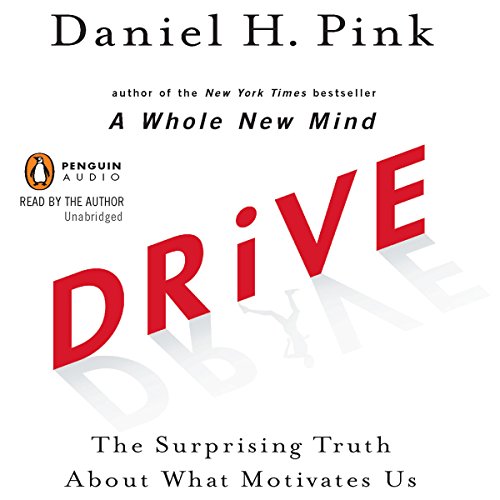 Daniel H. Pink
author of the New York Times bestseller
A Whole New Mind
PENGUIN
AUDIO
READ BY THE AUTHOR
Unabridged
DRiVE
The Surprising Truth
About What Motivates Us